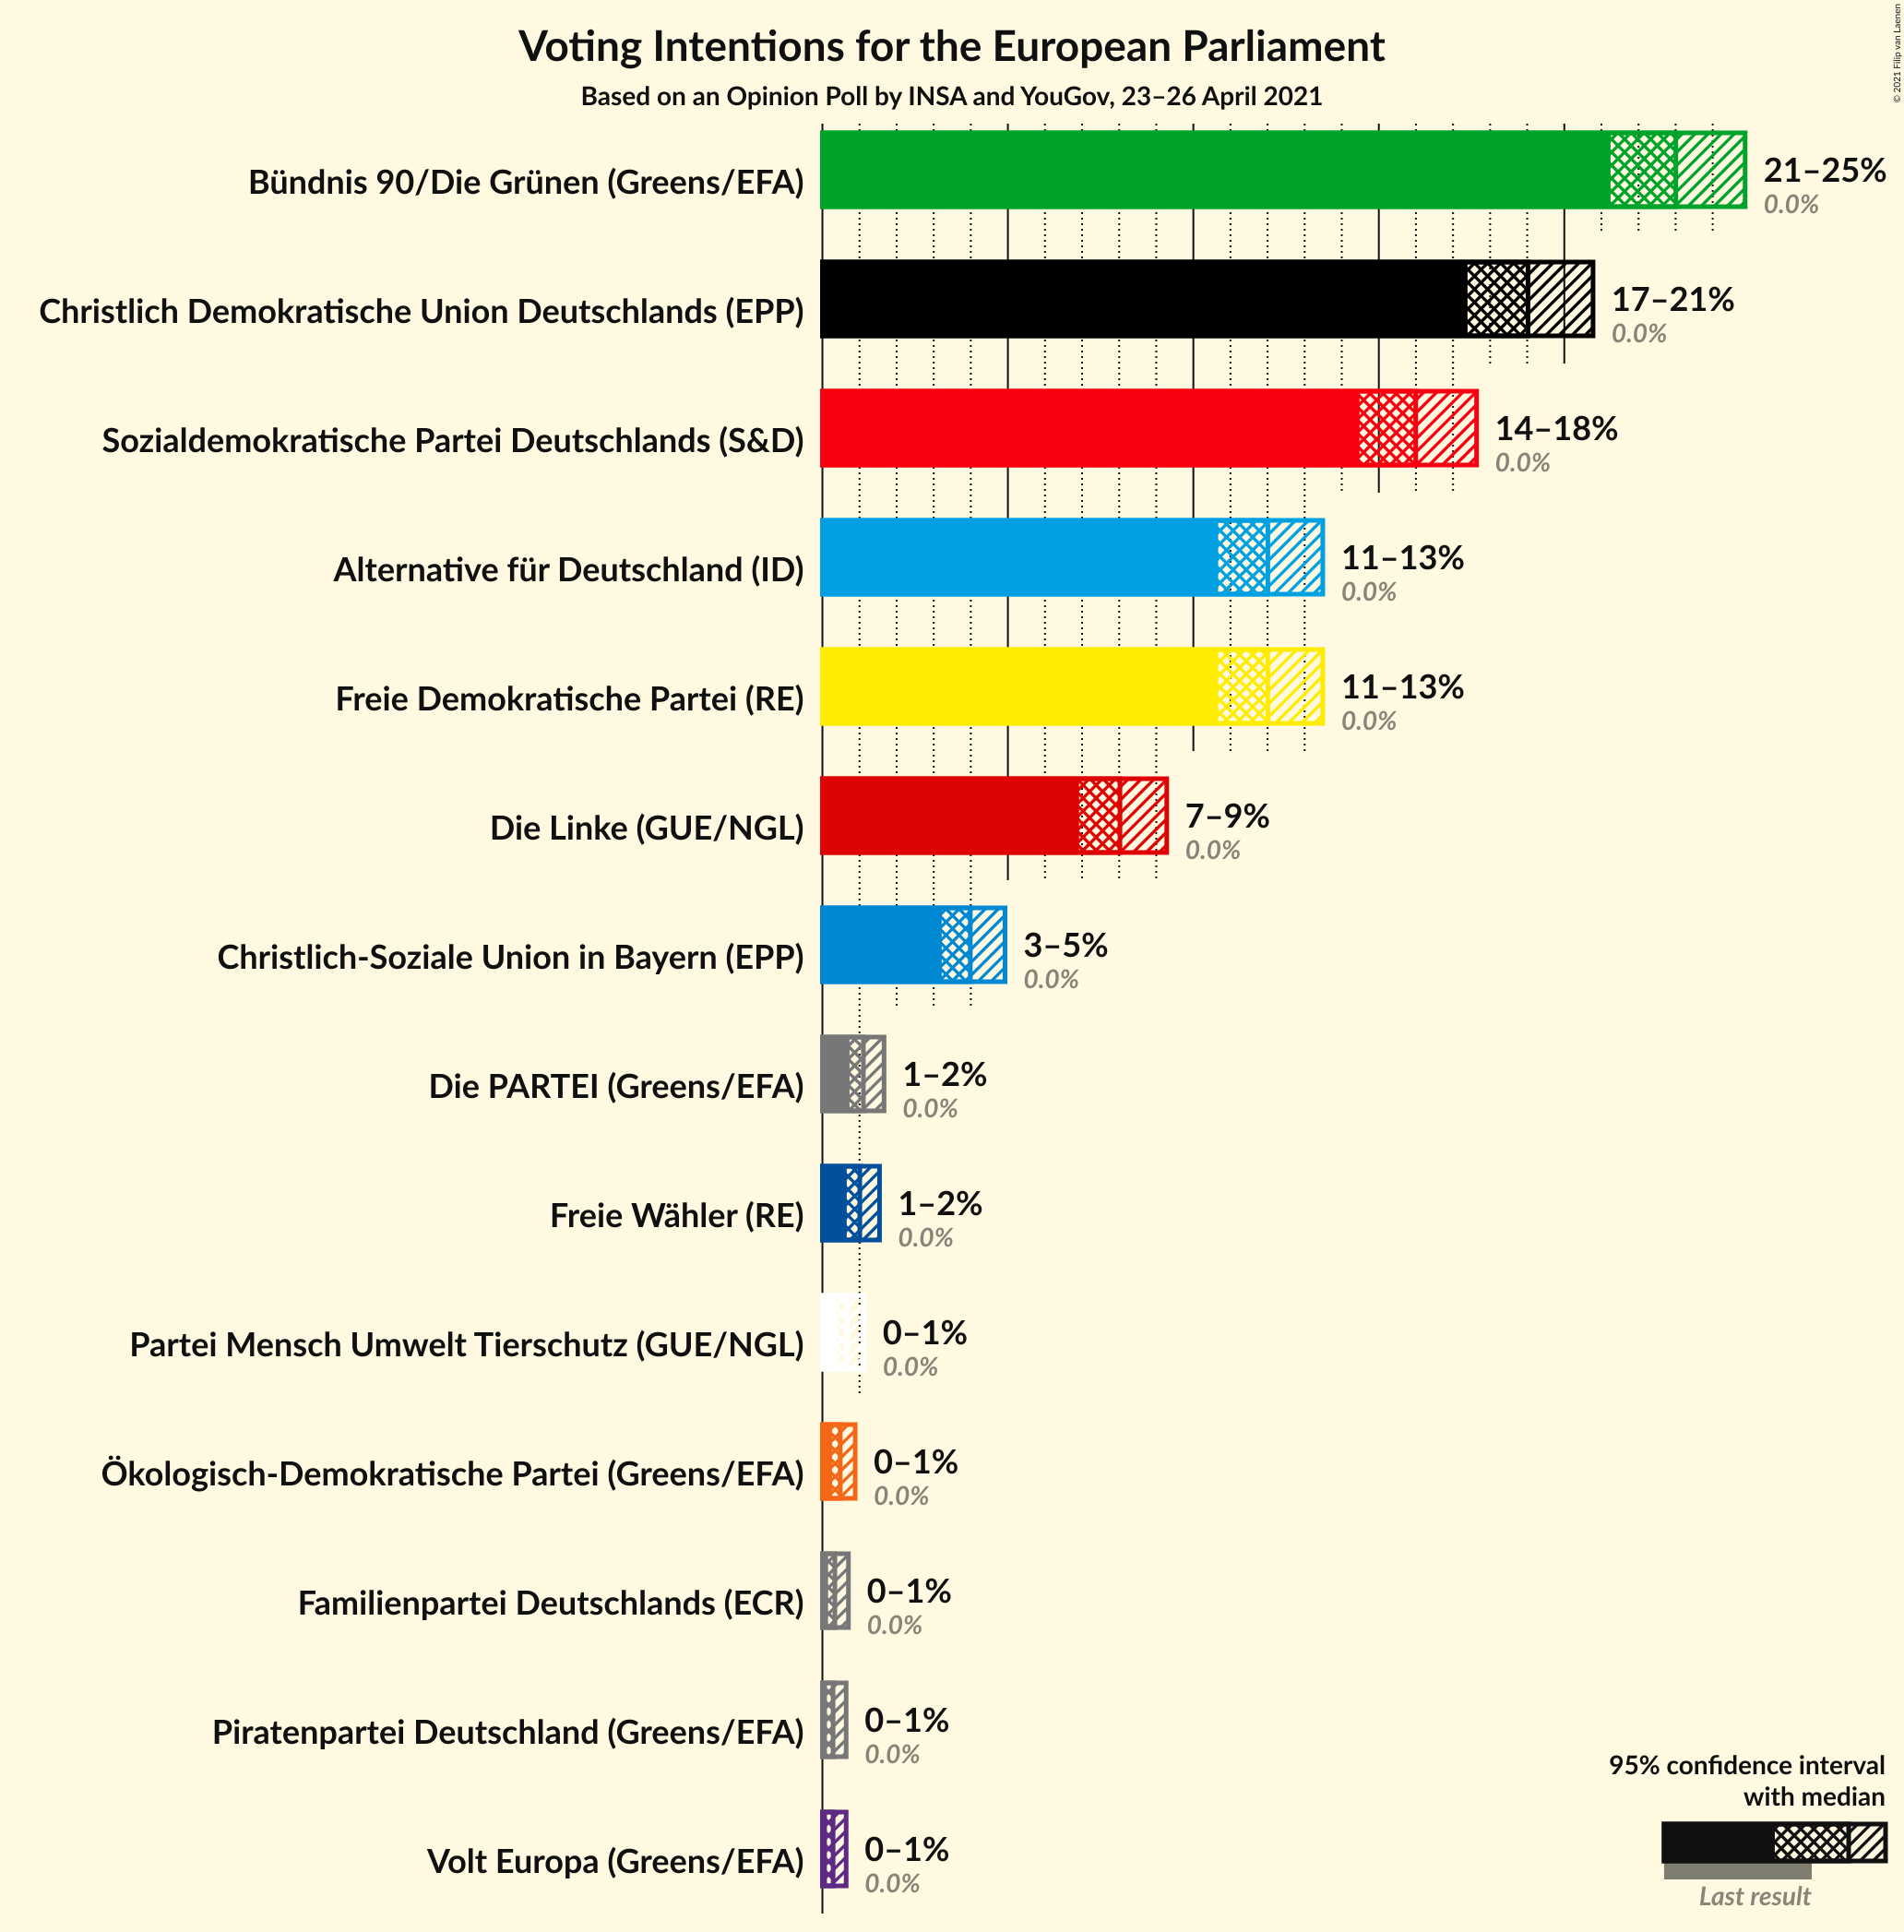 Voting Intentions for the European Parliament
Based on an Opinion Poll by INSA and YouGov, 23–26 April 2021
© 2021 Filip van Laenen
Bündnis 90/Die Grünen (Greens/EFA)
21–25%
0.0%
Christlich Demokratische Union Deutschlands (EPP)
17–21%
0.0%
Sozialdemokratische Partei Deutschlands (S&D)
14–18%
0.0%
Alternative für Deutschland (ID)
11–13%
0.0%
Freie Demokratische Partei (RE)
11–13%
0.0%
Die Linke (GUE/NGL)
7–9%
0.0%
Christlich-Soziale Union in Bayern (EPP)
3–5%
0.0%
Die PARTEI (Greens/EFA)
1–2%
0.0%
Freie Wähler (RE)
1–2%
0.0%
Partei Mensch Umwelt Tierschutz (GUE/NGL)
0–1%
0.0%
Ökologisch-Demokratische Partei (Greens/EFA)
0–1%
0.0%
Familienpartei Deutschlands (ECR)
0–1%
0.0%
Piratenpartei Deutschland (Greens/EFA)
0–1%
0.0%
Volt Europa (Greens/EFA)
0–1%
0.0%
95% confidence interval
with median
Last result